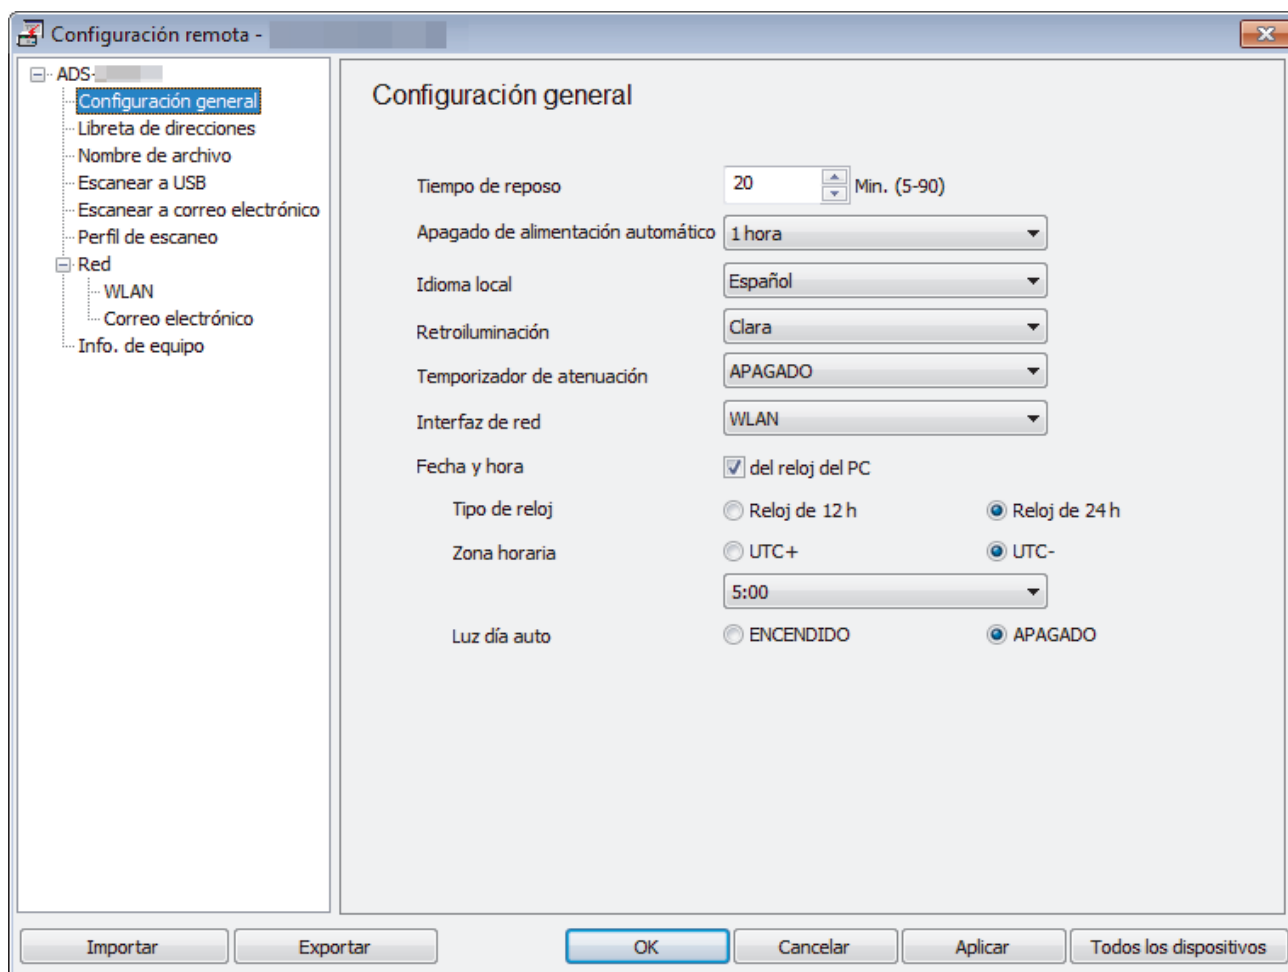 Configuración remota -
ADS-
Configuración general
Libreta de direcciones
Nombre de archivo
Escanear a USB
Escanear a correo electrónico
Perfil de escaneo
Red
WLAN
Correo electrónico
Info. de equipo
Configuración general
Tiempo de reposo 20 Min. (5-90)
Apagado de alimentación automático 1 hora
Idioma local Español
Retroiluminación Clara
Temporizador de atenuación APAGADO
Interfaz de red WLAN
Fecha y hora del reloj del PC
Tipo de reloj Reloj de 12 h Reloj de 24 h
Zona horaria UTC+ UTC-
5:00
Luz día auto ENCENDIDO APAGADO
Importar Exportar OK Cancelar Aplicar Todos los dispositivos